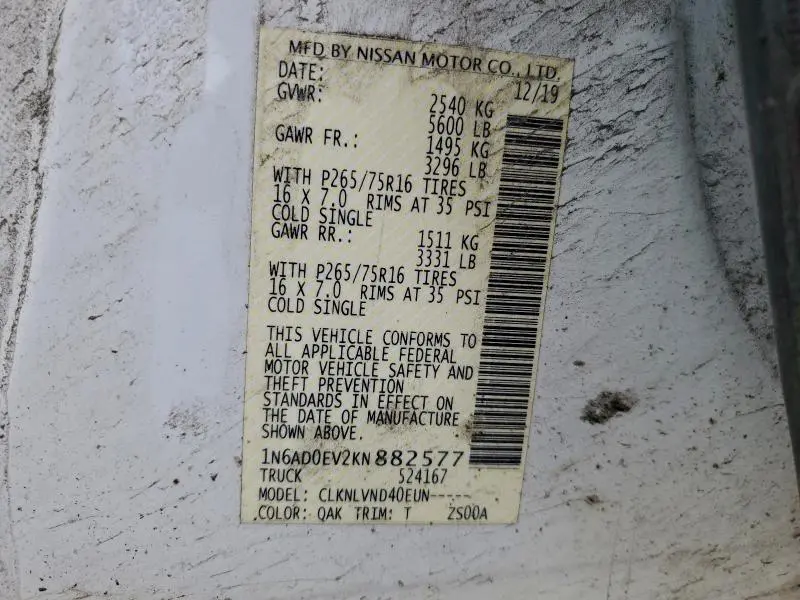 MFD BY NISSAN MOTOR CO., LTD.
DATE: 12/19
GVWR: 2540 KG
5600 LB
GAWR FR.: 1495 KG
3296 LB
WITH P265/75R16 TIRES
16 X 7.0 RIMS AT 35 PSI
COLD SINGLE
GAWR RR.: 1511 KG
3331 LB
WITH P265/75R16 TIRES
16 X 7.0 RIMS AT 35 PSI
COLD SINGLE
THIS VEHICLE CONFORMS TO
ALL APPLICABLE FEDERAL
MOTOR VEHICLE SAFETY AND
THEFT PREVENTION
STANDARDS IN EFFECT ON
THE DATE OF MANUFACTURE
SHOWN ABOVE.
1N6AD0EV2KN882577
TRUCK 524167
MODEL: CLKNLVND40EUN-----
COLOR: QAK TRIM: T 2S00A